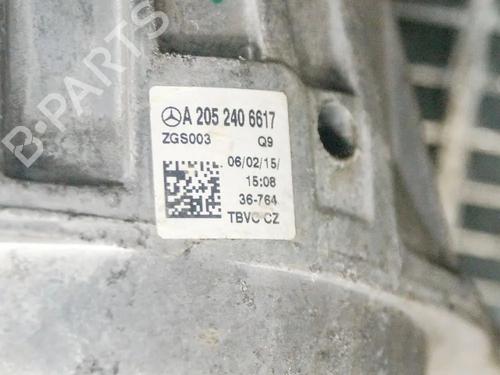 A 205 240 6617
ZGS003 Q9
06/02/15/
15:08
36-764
TBVC CZ
B-PARTS